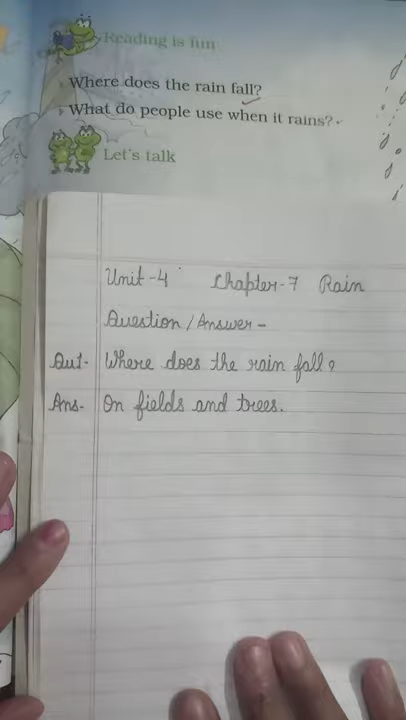 Reading is fun
Where does the rain fall?
What do people use when it rains?
Let's talk
Unit-4 Chapter-7 Rain
Question/Answer-
Qu1- Where does the rain fall?
Ans- On fields and trees.